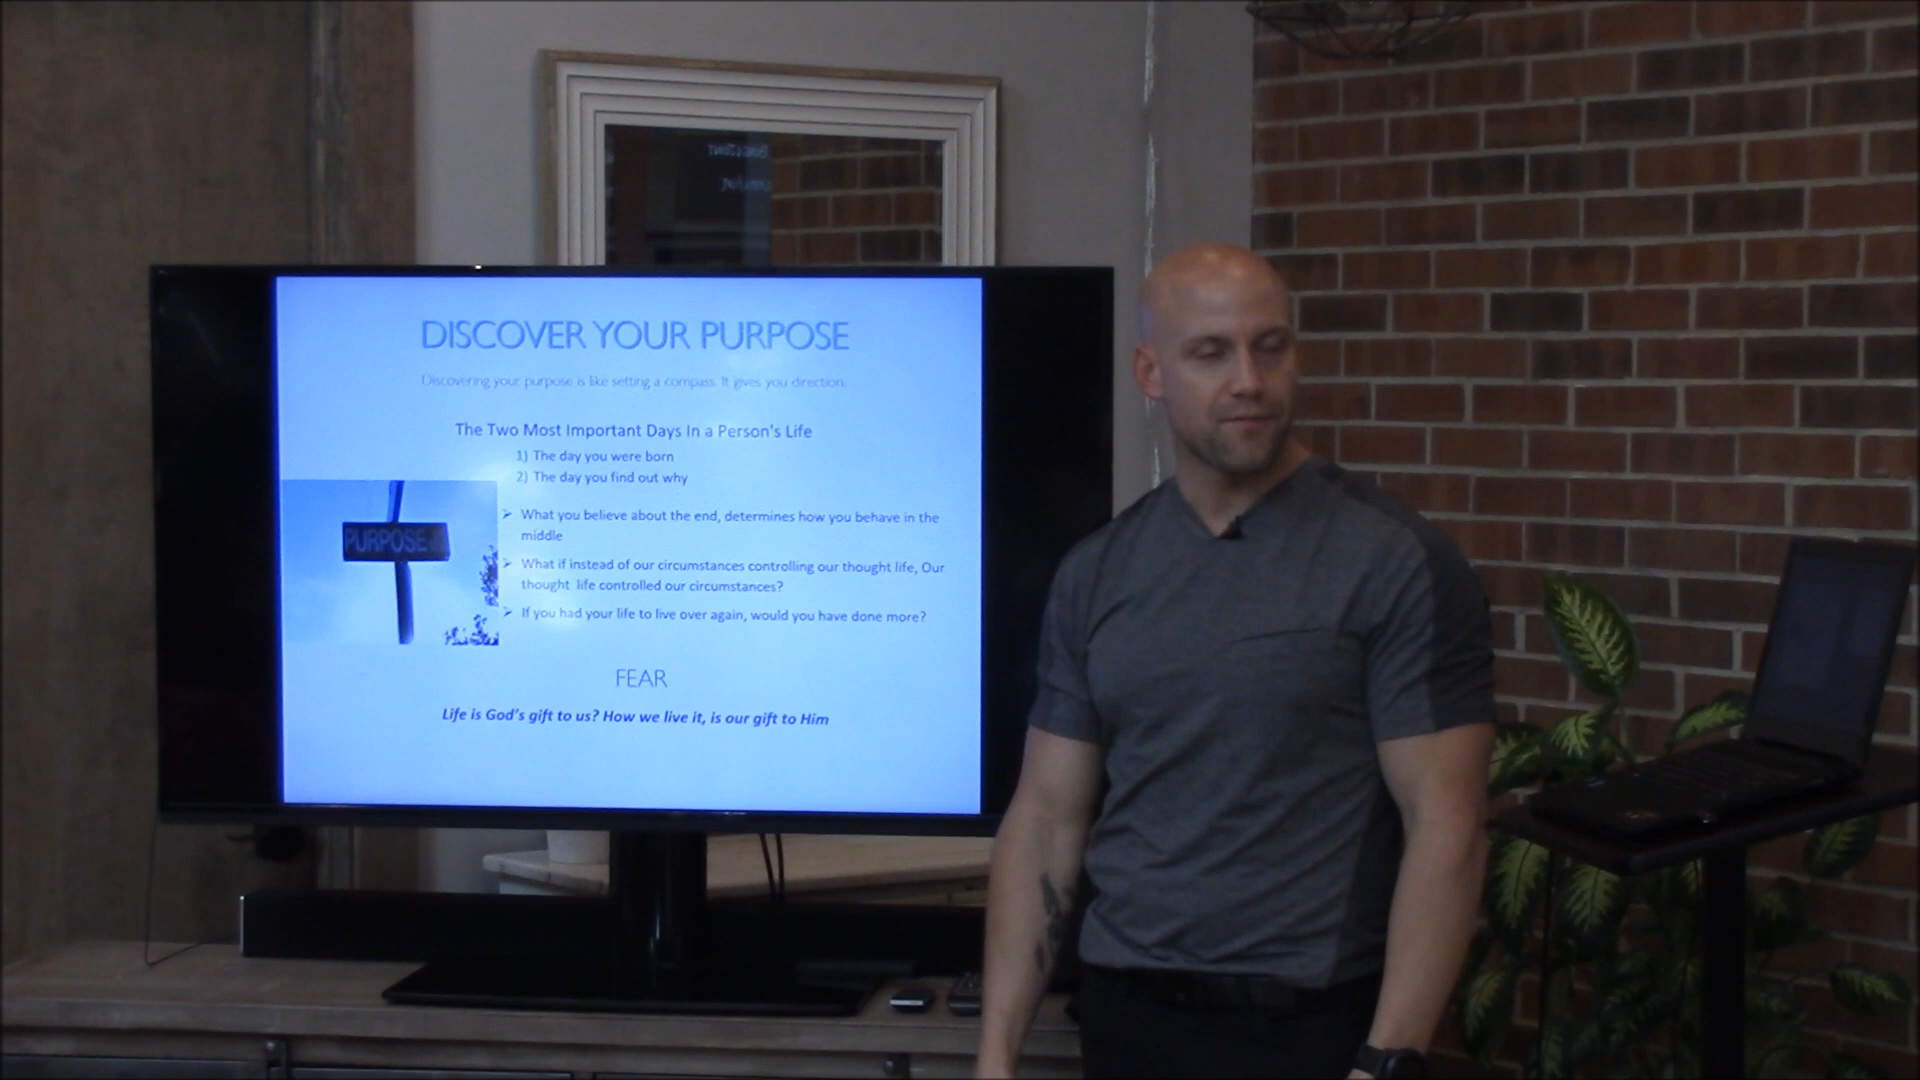 DISCOVER YOUR PURPOSE
Discovering your purpose is like setting a compass. It gives you direction.
The Two Most Important Days In a Person's Life
1) The day you were born
2) The day you find out why
PURPOSE
➢ What you believe about the end, determines how you behave in the
middle
➢ What if instead of our circumstances controlling our thought life, Our
thought life controlled our circumstances?
➢ If you had your life to live over again, would you have done more?
FEAR
Life is God's gift to us? How we live it, is our gift to Him